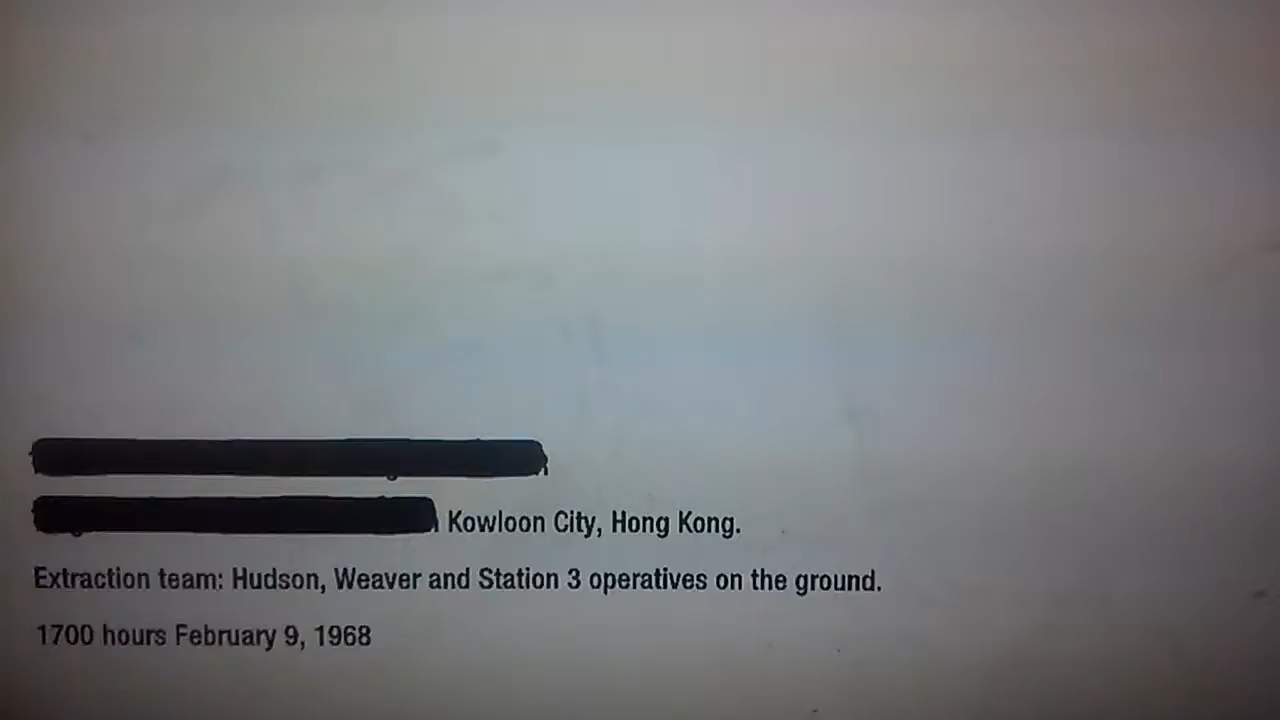 Kowloon City, Hong Kong.
Extraction team: Hudson, Weaver and Station 3 operatives on the ground.
1700 hours February 9, 1968